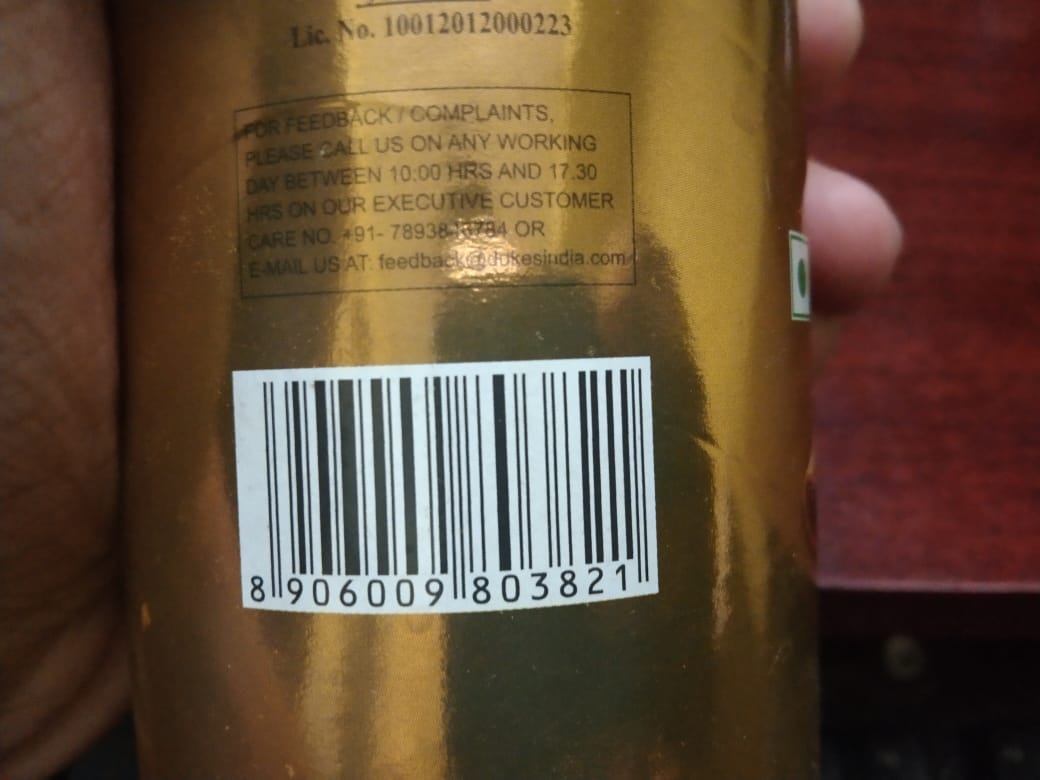 Lic. No. 10012012000223
FOR FEEDBACK / COMPLAINTS,
PLEASE CALL US ON ANY WORKING
DAY BETWEEN 10:00 HRS AND 17.30
HRS ON OUR EXECUTIVE CUSTOMER
CARE NO. +91- OR
E-MAIL US AT: feedback@dukesindia.com
8 906009 803821